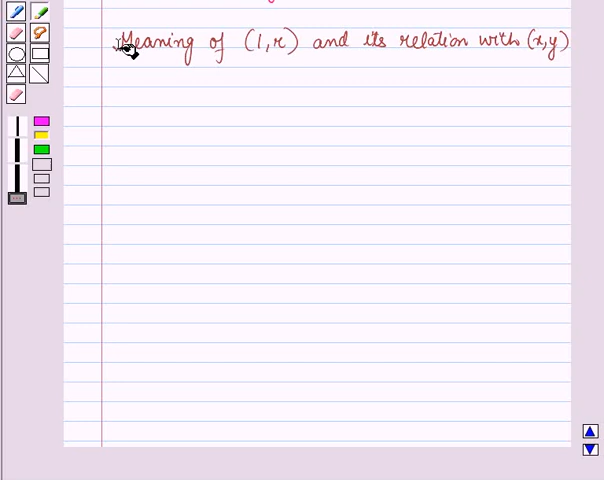 Meaning of (1,r) and its relation with (x,y)